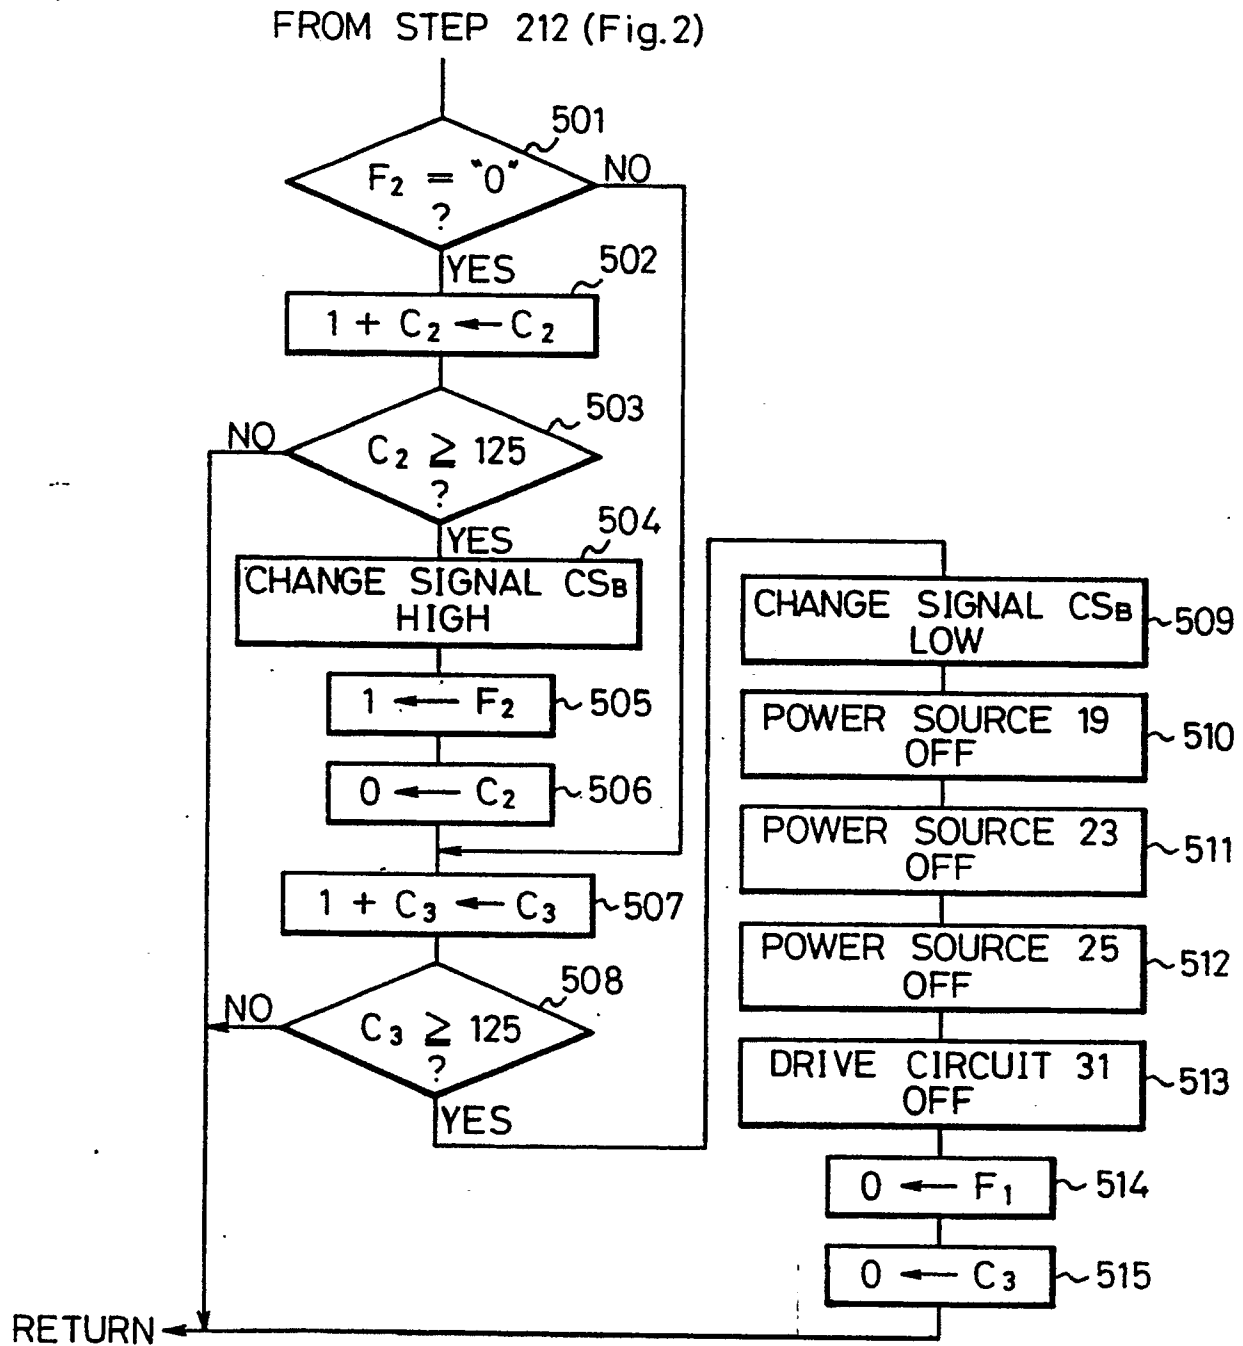 FROM STEP 212 (Fig.2)
501
F2 = "0"
?
NO
YES
502
1 + C2 ← C2
503
NO
C2 ≧ 125
?
YES
504
CHANGE SIGNAL CSB
HIGH
1 ← F2
505
0 ← C2
506
1 + C3 ← C3
507
508
NO
C3 ≧ 125
?
YES
CHANGE SIGNAL CSB
LOW
509
POWER SOURCE 19
OFF
510
POWER SOURCE 23
OFF
511
POWER SOURCE 25
OFF
512
DRIVE CIRCUIT 31
OFF
513
0 ← F1
514
0 ← C3
515
RETURN